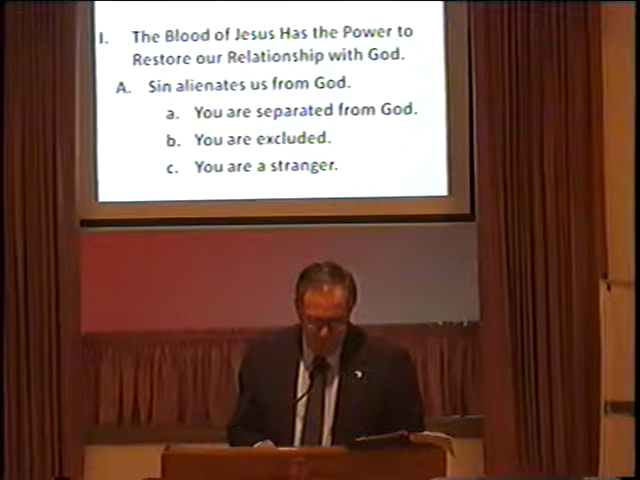 I. The Blood of Jesus Has the Power to
Restore our Relationship with God.
A. Sin alienates us from God.
a. You are separated from God.
b. You are excluded.
c. You are a stranger.